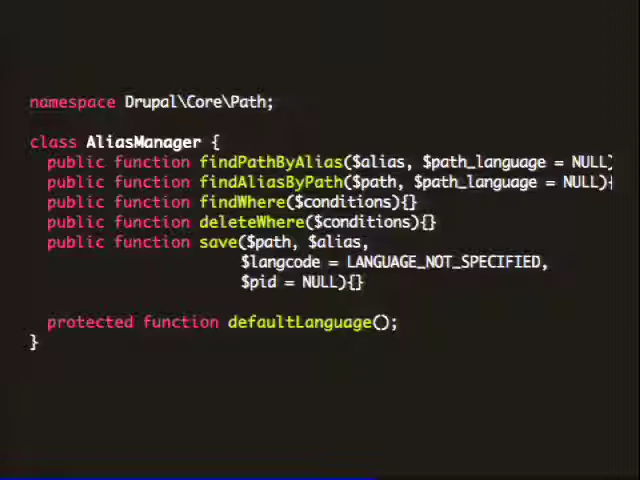 namespace Drupal\Core\Path;
class AliasManager {
public function findPathByAlias($alias, $path_language = NULL)
public function findAliasByPath($path, $path_language = NULL){
public function findWhere($conditions){}
public function deleteWhere($conditions){}
public function save($path, $alias,
$langcode = LANGUAGE_NOT_SPECIFIED,
$pid = NULL){}
protected function defaultLanguage();
}